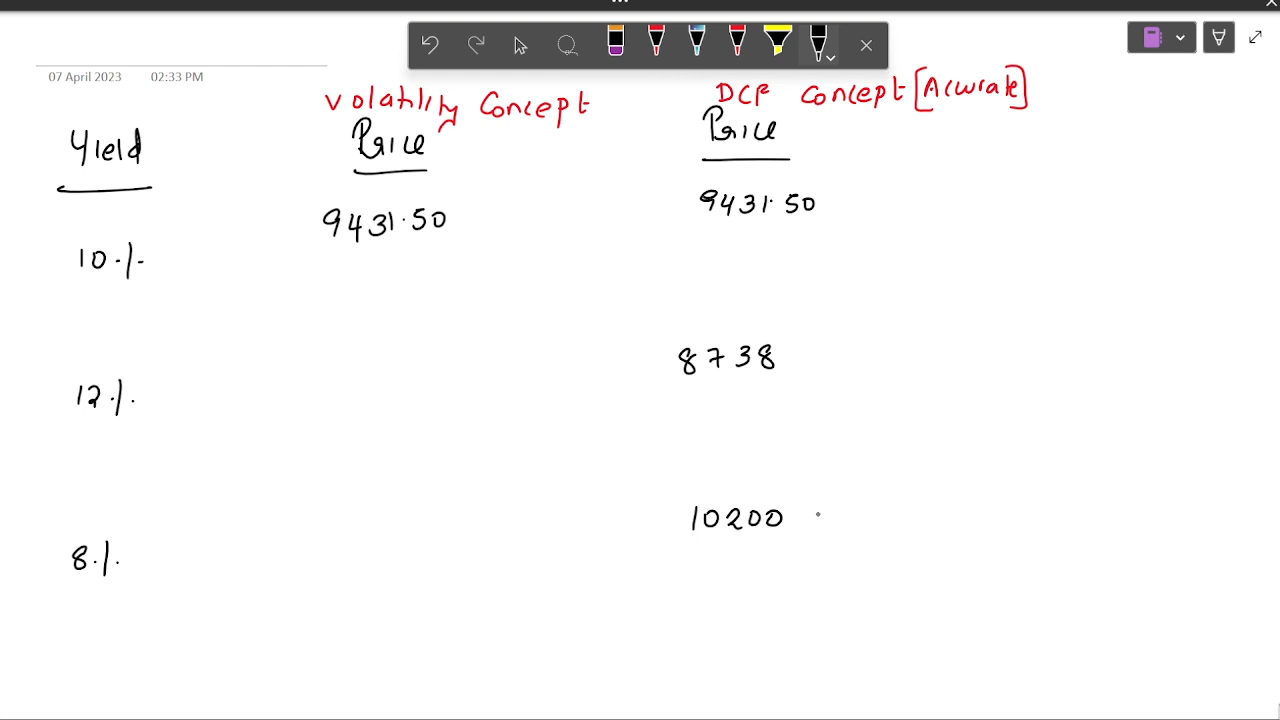 07 April 2023 02:33 PM
Volatility Concept DCF Concept [Accurate]
Yield Price Price
9431.50 9431.50
10%
8738
12%
10200
8%